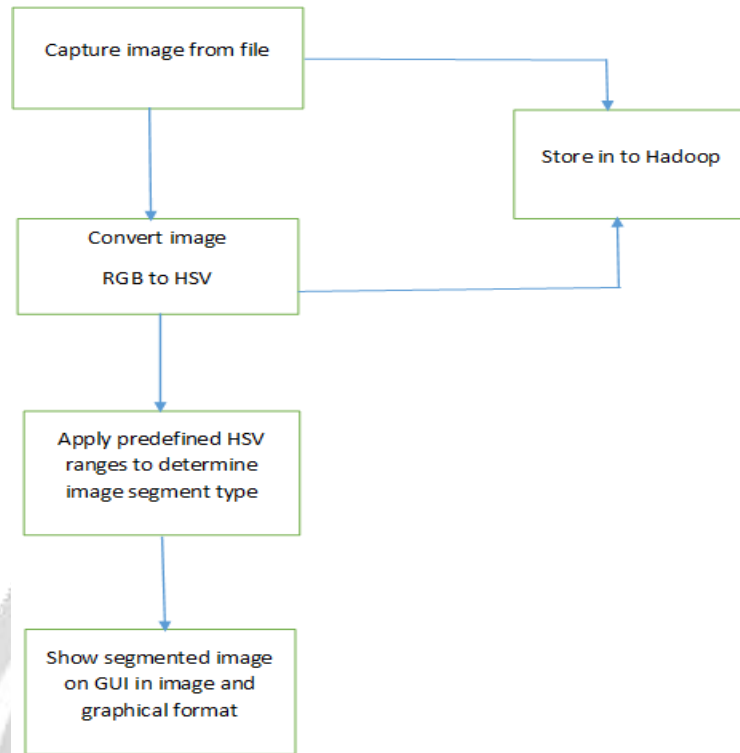 Capture image from file
Store in to Hadoop
Convert image
RGB to HSV
Apply predefined HSV
ranges to determine
image segment type
Show segmented image
on GUI in image and
graphical format